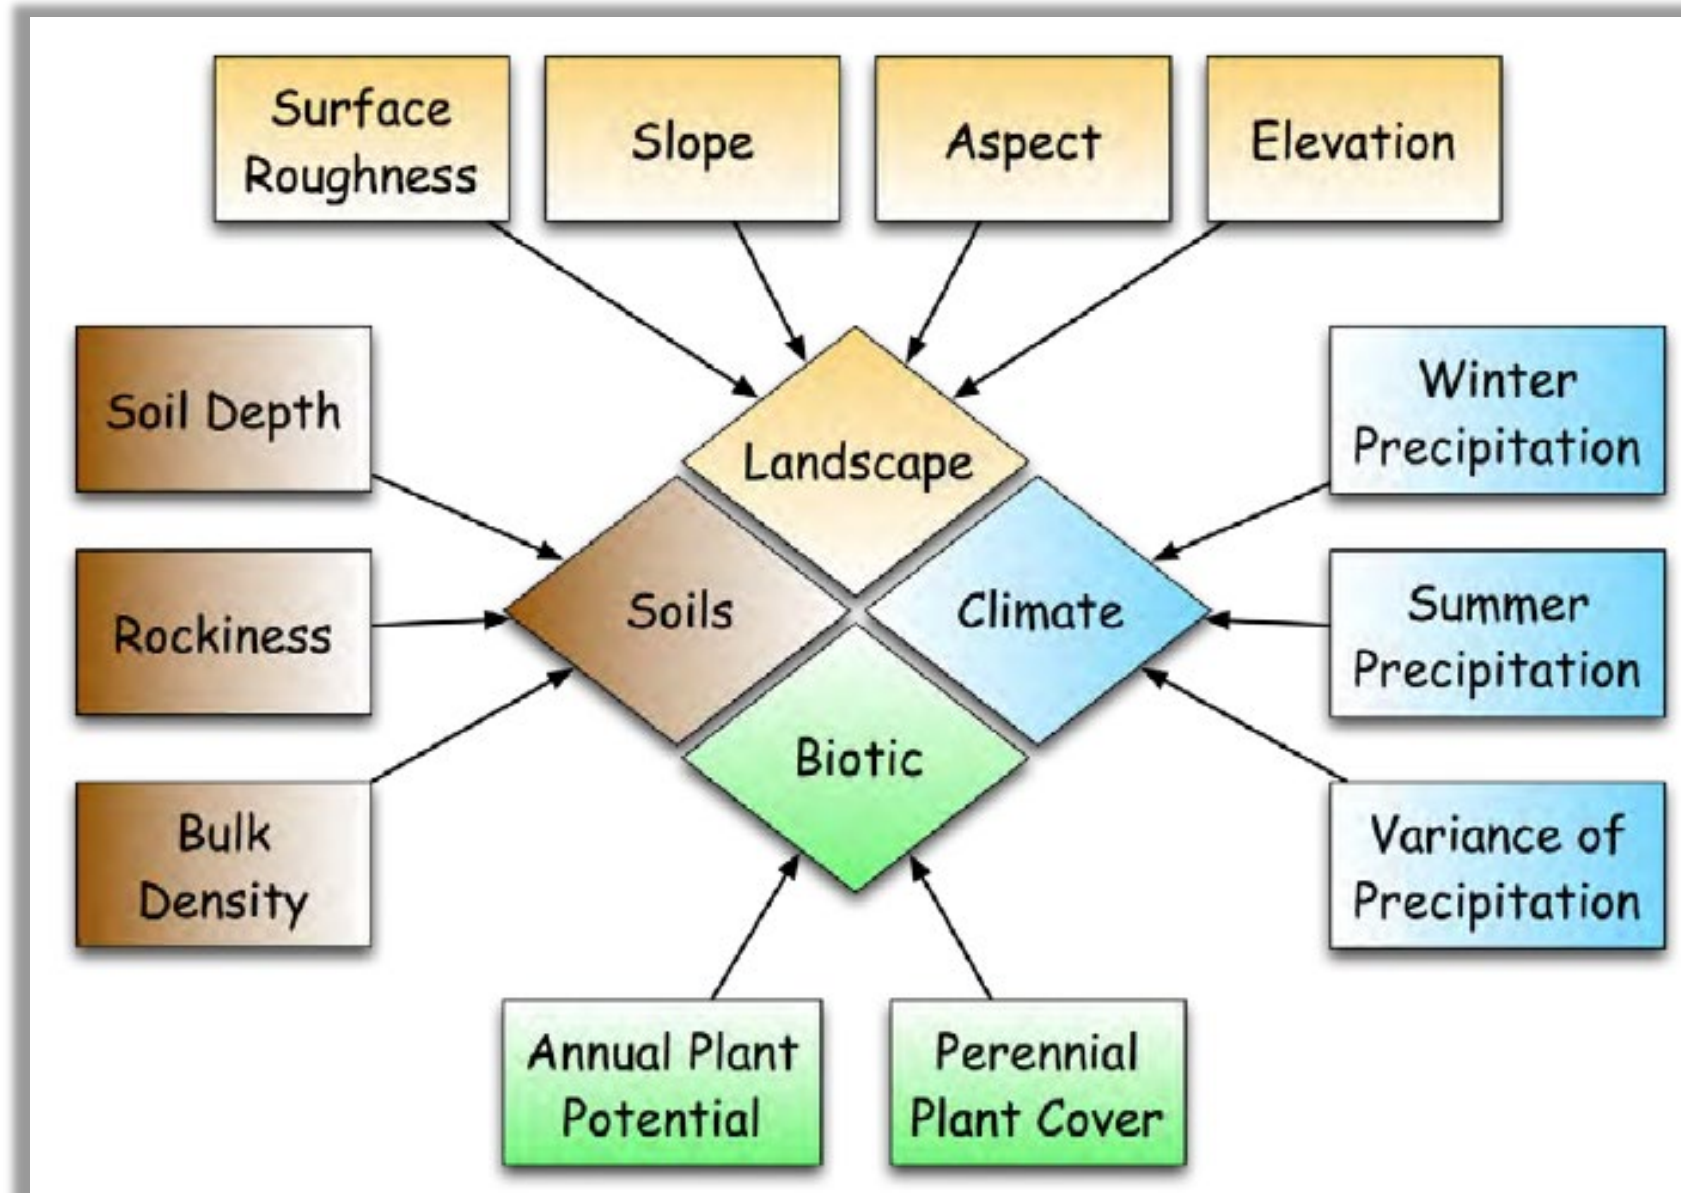 Surface
Roughness
Slope
Aspect
Elevation
Soil Depth
Rockiness
Bulk
Density
Landscape
Soils
Climate
Biotic
Winter
Precipitation
Summer
Precipitation
Variance of
Precipitation
Annual Plant
Potential
Perennial
Plant Cover